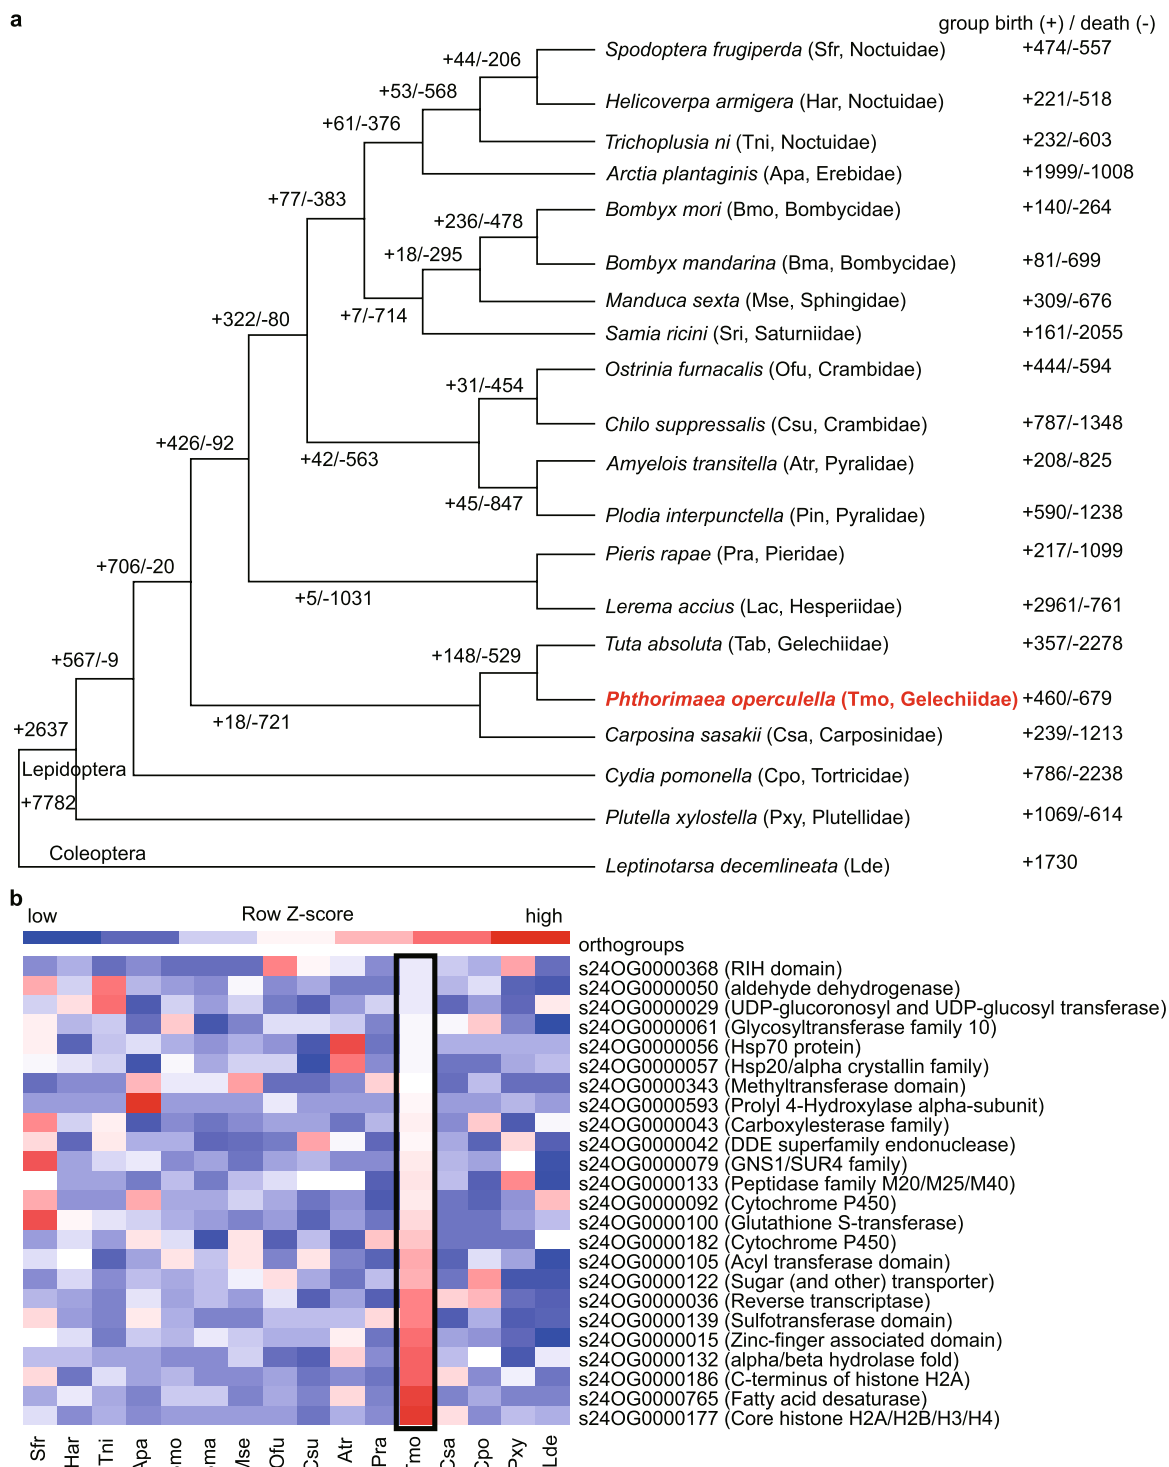 a
group birth (+) / death (-)
Spodoptera frugiperda (Sfr, Noctuidae) +474/-557
+44/-206
+53/-568
Helicoverpa armigera (Har, Noctuidae) +221/-518
+61/-376
Trichoplusia ni (Tni, Noctuidae) +232/-603
Arctia plantaginis (Apa, Erebidae) +1999/-1008
+77/-383
Bombyx mori (Bmo, Bombycidae) +140/-264
+236/-478
+18/-295
Bombyx mandarina (Bma, Bombycidae) +81/-699
Manduca sexta (Mse, Sphingidae) +309/-676
+322/-80
+7/-714
Samia ricini (Sri, Saturniidae) +161/-2055
Ostrinia furnacalis (Ofu, Crambidae) +444/-594
+31/-454
Chilo suppressalis (Csu, Crambidae) +787/-1348
+426/-92
+42/-563
Amyelois transitella (Atr, Pyralidae) +208/-825
+45/-847
Plodia interpunctella (Pin, Pyralidae) +590/-1238
Pieris rapae (Pra, Pieridae) +217/-1099
+706/-20
+5/-1031
Lerema accius (Lac, Hesperiidae) +2961/-761
Tuta absoluta (Tab, Gelechiidae) +357/-2278
+567/-9
+148/-529
Phthorimaea operculella (Tmo, Gelechiidae) +460/-679
+18/-721
+2637
Carposina sasakii (Csa, Carposinidae) +239/-1213
Lepidoptera
Cydia pomonella (Cpo, Tortricidae) +786/-2238
+7782
Plutella xylostella (Pxy, Plutellidae) +1069/-614
Coleoptera
Leptinotarsa decemlineata (Lde) +1730
b
low Row Z-score high
orthogroups
s24OG0000368 (RIH domain)
s24OG0000050 (aldehyde dehydrogenase)
s24OG0000029 (UDP-glucoronosyl and UDP-glucosyl transferase)
s24OG0000061 (Glycosyltransferase family 10)
s24OG0000056 (Hsp70 protein)
s24OG0000057 (Hsp20/alpha crystallin family)
s24OG0000343 (Methyltransferase domain)
s24OG0000593 (Prolyl 4-Hydroxylase alpha-subunit)
s24OG0000043 (Carboxylesterase family)
s24OG0000042 (DDE superfamily endonuclease)
s24OG0000079 (GNS1/SUR4 family)
s24OG0000133 (Peptidase family M20/M25/M40)
s24OG0000092 (Cytochrome P450)
s24OG0000100 (Glutathione S-transferase)
s24OG0000182 (Cytochrome P450)
s24OG0000105 (Acyl transferase domain)
s24OG0000122 (Sugar (and other) transporter)
s24OG0000036 (Reverse transcriptase)
s24OG0000139 (Sulfotransferase domain)
s24OG0000015 (Zinc-finger associated domain)
s24OG0000132 (alpha/beta hydrolase fold)
s24OG0000186 (C-terminus of histone H2A)
s24OG0000765 (Fatty acid desaturase)
s24OG0000177 (Core histone H2A/H2B/H3/H4)
Sfr Har Tni Apa Bmo Bma Mse Ofu Csu Atr Pra Tmo Csa Cpo Pxy Lde